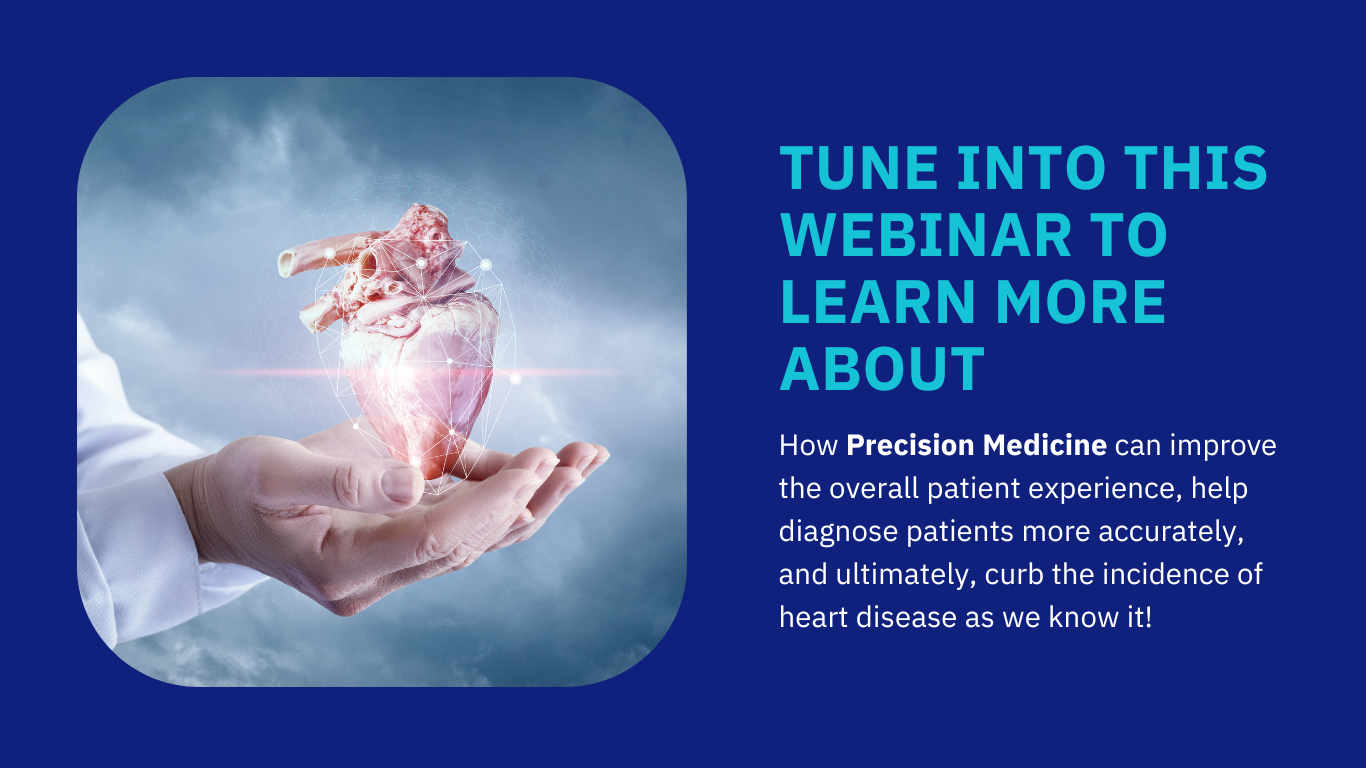 TUNE INTO THIS
WEBINAR TO
LEARN MORE
ABOUT
How Precision Medicine can improve
the overall patient experience, help
diagnose patients more accurately,
and ultimately, curb the incidence of
heart disease as we know it!